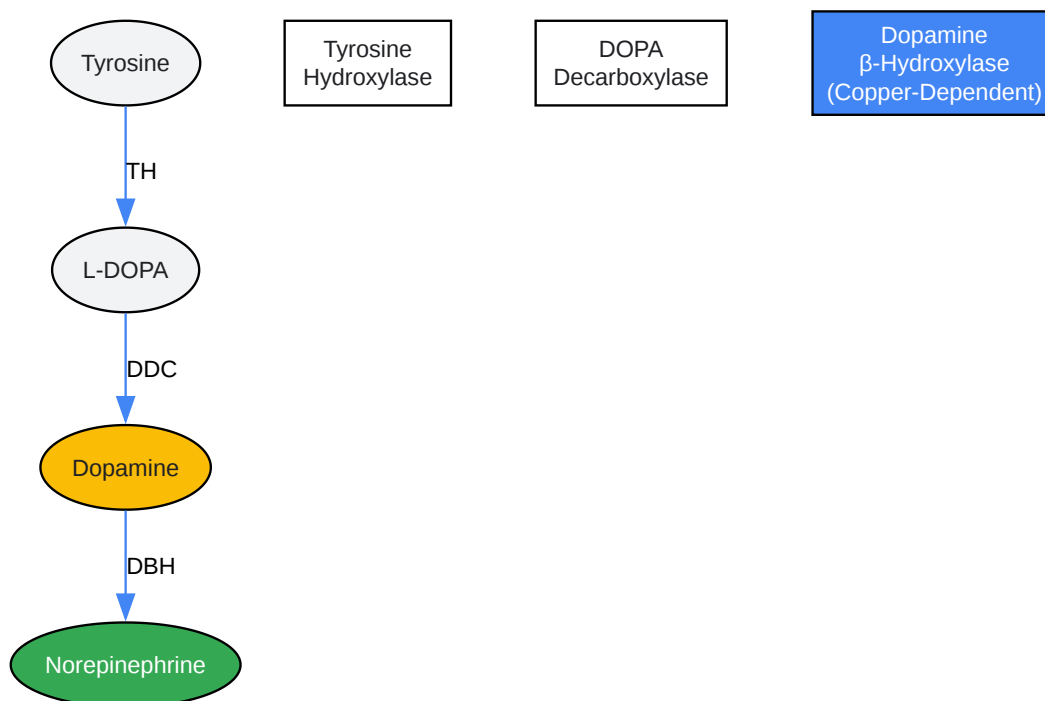 Tyrosine
Tyrosine
Hydroxylase
DOPA
Decarboxylase
Dopamine
β-Hydroxylase
(Copper-Dependent)
TH
L-DOPA
DDC
Dopamine
DBH
Norepinephrine